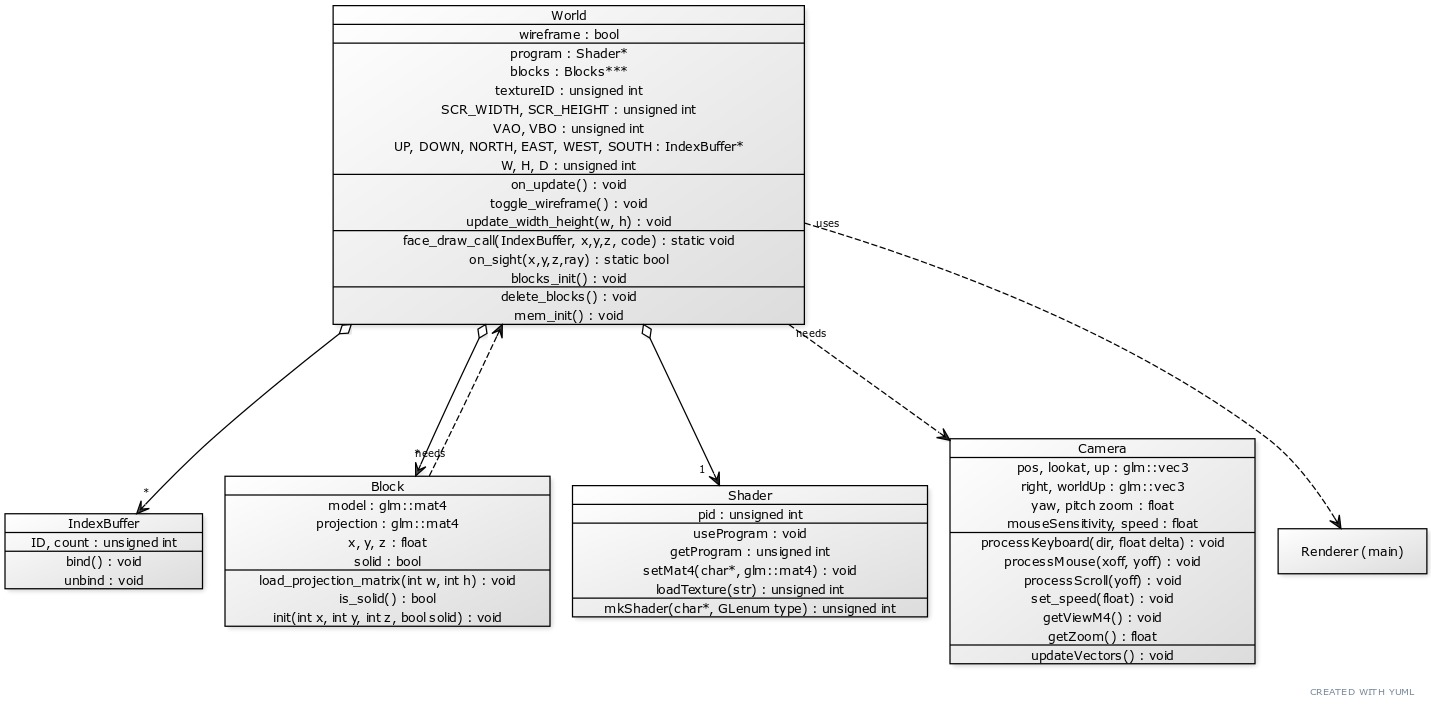 World
wireframe : bool
program : Shader*
blocks : Blocks***
textureID : unsigned int
SCR_WIDTH, SCR_HEIGHT : unsigned int
VAO, VBO : unsigned int
UP, DOWN, NORTH, EAST, WEST, SOUTH : IndexBuffer*
W, H, D : unsigned int
on_update() : void
toggle_wireframe() : void
update_width_height(w, h) : void
face_draw_call(IndexBuffer, x,y,z, code) : static void
on_sight(x,y,z,ray) : static bool
blocks_init() : void
delete_blocks() : void
mem_init() : void
uses
needs
*
needs
1
*
IndexBuffer
ID, count : unsigned int
bind() : void
unbind : void
Block
model : glm::mat4
projection : glm::mat4
x, y, z : float
solid : bool
load_projection_matrix(int w, int h) : void
is_solid() : bool
init(int x, int y, int z, bool solid) : void
Shader
pid : unsigned int
useProgram : void
getProgram : unsigned int
setMat4(char*, glm::mat4) : void
loadTexture(str) : unsigned int
mkShader(char*, GLenum type) : unsigned int
Camera
pos, lookat, up : glm::vec3
right, worldUp : glm::vec3
yaw, pitch zoom : float
mouseSensitivity, speed : float
processKeyboard(dir, float delta) : void
processMouse(xoff, yoff) : void
processScroll(yoff) : void
set_speed(float) : void
getViewM4() : void
getZoom() : float
updateVectors() : void
Renderer (main)
CREATED WITH YUML